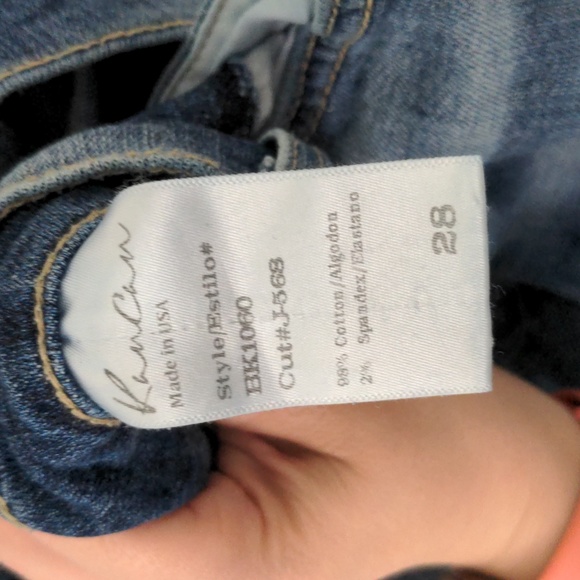 KanCan
Made in USA
Style/Estilo#
BK1060
Cut#J-568
98% Cotton/Algodon
2% Spandex/Elastano
28